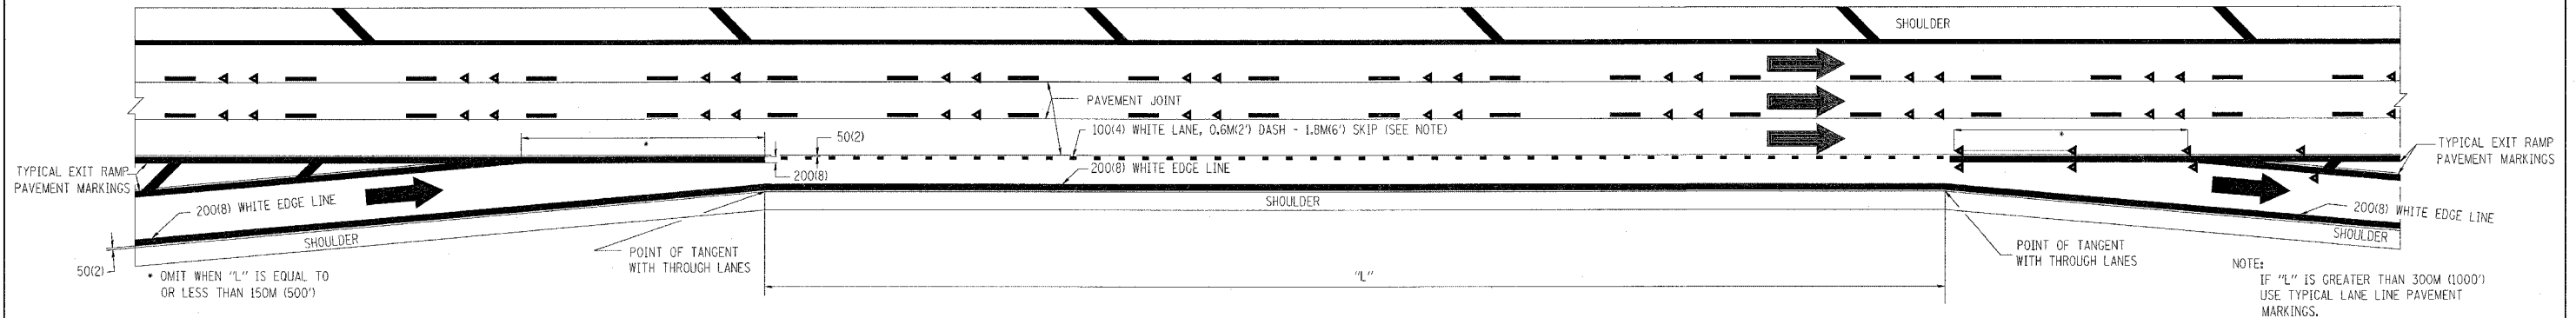 SHOULDER
PAVEMENT JOINT
50(2)
100(4) WHITE LANE, 0.6M(2') DASH - 1.8M(6') SKIP (SEE NOTE)
*
*
TYPICAL EXIT RAMP
PAVEMENT MARKINGS
TYPICAL EXIT RAMP
PAVEMENT MARKINGS
200(8)
200(8) WHITE EDGE LINE
200(8) WHITE EDGE LINE
SHOULDER
200(8) WHITE EDGE LINE
SHOULDER
SHOULDER
POINT OF TANGENT
WITH THROUGH LANES
POINT OF TANGENT
WITH THROUGH LANES
50(2)
* OMIT WHEN "L" IS EQUAL TO
OR LESS THAN 150M (500')
"L"
NOTE:
IF "L" IS GREATER THAN 300M (1000')
USE TYPICAL LANE LINE PAVEMENT
MARKINGS.